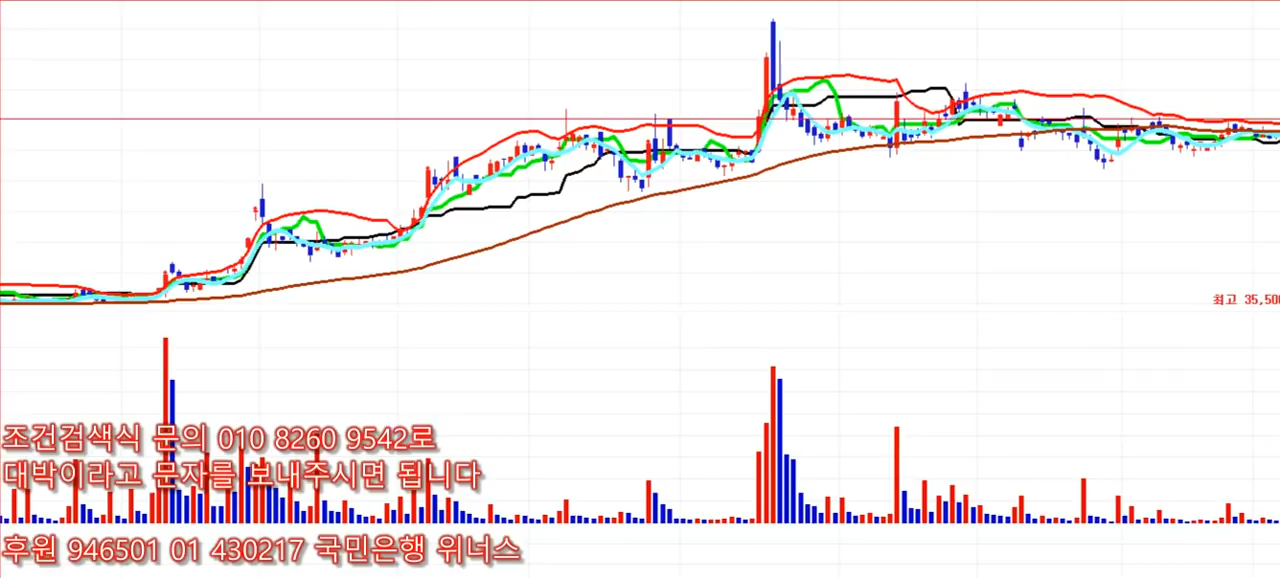 최고 35,50
조건검색식 문의 010 8260 9542로
대박이라고 문자를 보내주시면 됩니다
후원 946501 01 430217 국민은행 위너스